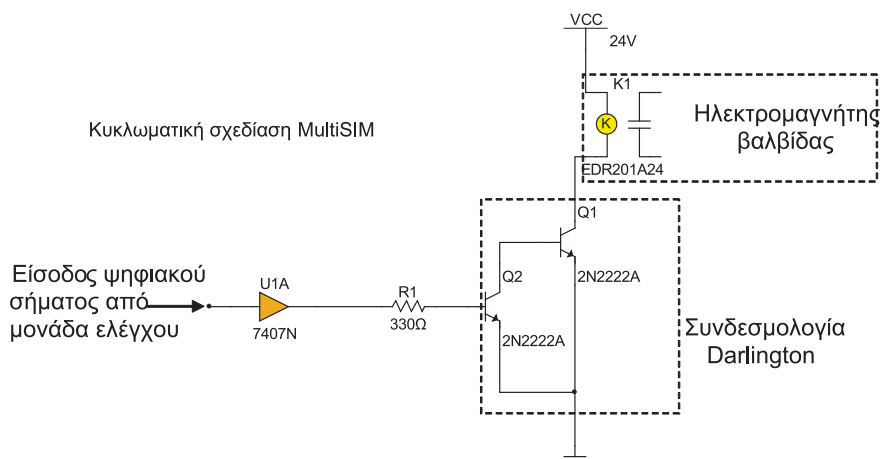 VCC
24V
K1
K
Ηλεκτρομαγνήτης
βαλβίδας
EDR201A24
Κυκλωματική σχεδίαση MultiSIM
Q1
2N2222A
Q2
2N2222A
Είσοδος ψηφιακού
σήματος από
μονάδα ελέγχου
U1A
7407N
R1
330Ω
Συνδεσμολογία
Darlington